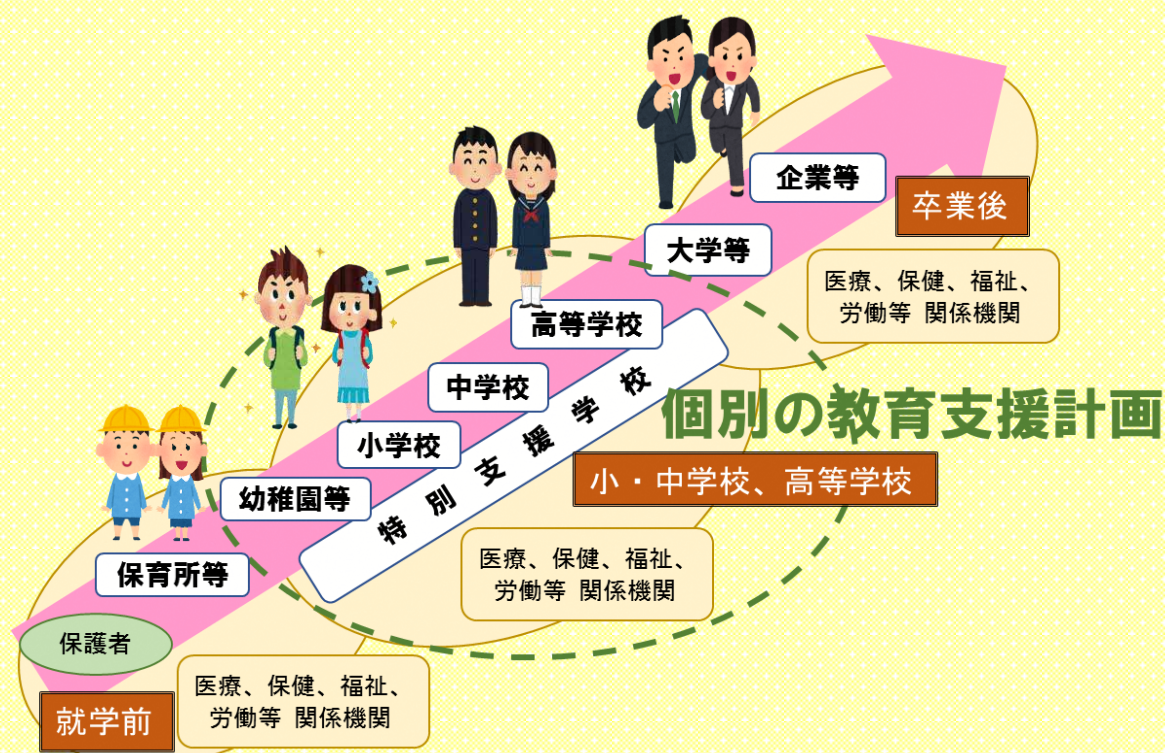 企業等
卒業後
大学等
医療、保健、福祉、
労働等 関係機関
高等学校
中学校
個別の教育支援計画
小学校
特別支援学校
小・中学校、高等学校
幼稚園等
医療、保健、福祉、
労働等 関係機関
保育所等
保護者
医療、保健、福祉、
労働等 関係機関
就学前